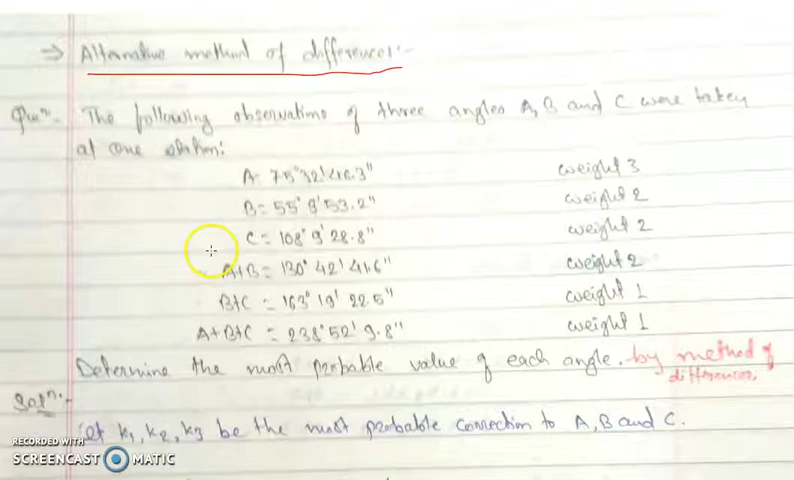 ⇒ Alternative method of differences:-
Quⁿ. The following observations of three angles A, B and C were taken
at one station:
A= 75°32'46.3" weight 3
B= 55° 9' 53.2" weight 2
C = 108° 9' 28.8" weight 2
A+B = 130° 42' 41.6" weight 2
B+C = 163° 19' 22.5" weight 1
A+B+C = 238° 52' 9.8" weight 1
Determine the most probable value of each angle. by method of
differences.
Solⁿ:-
Let k1, k2, k3 be the most probable correction to A, B and C.
RECORDED WITH
SCREENCAST MATIC